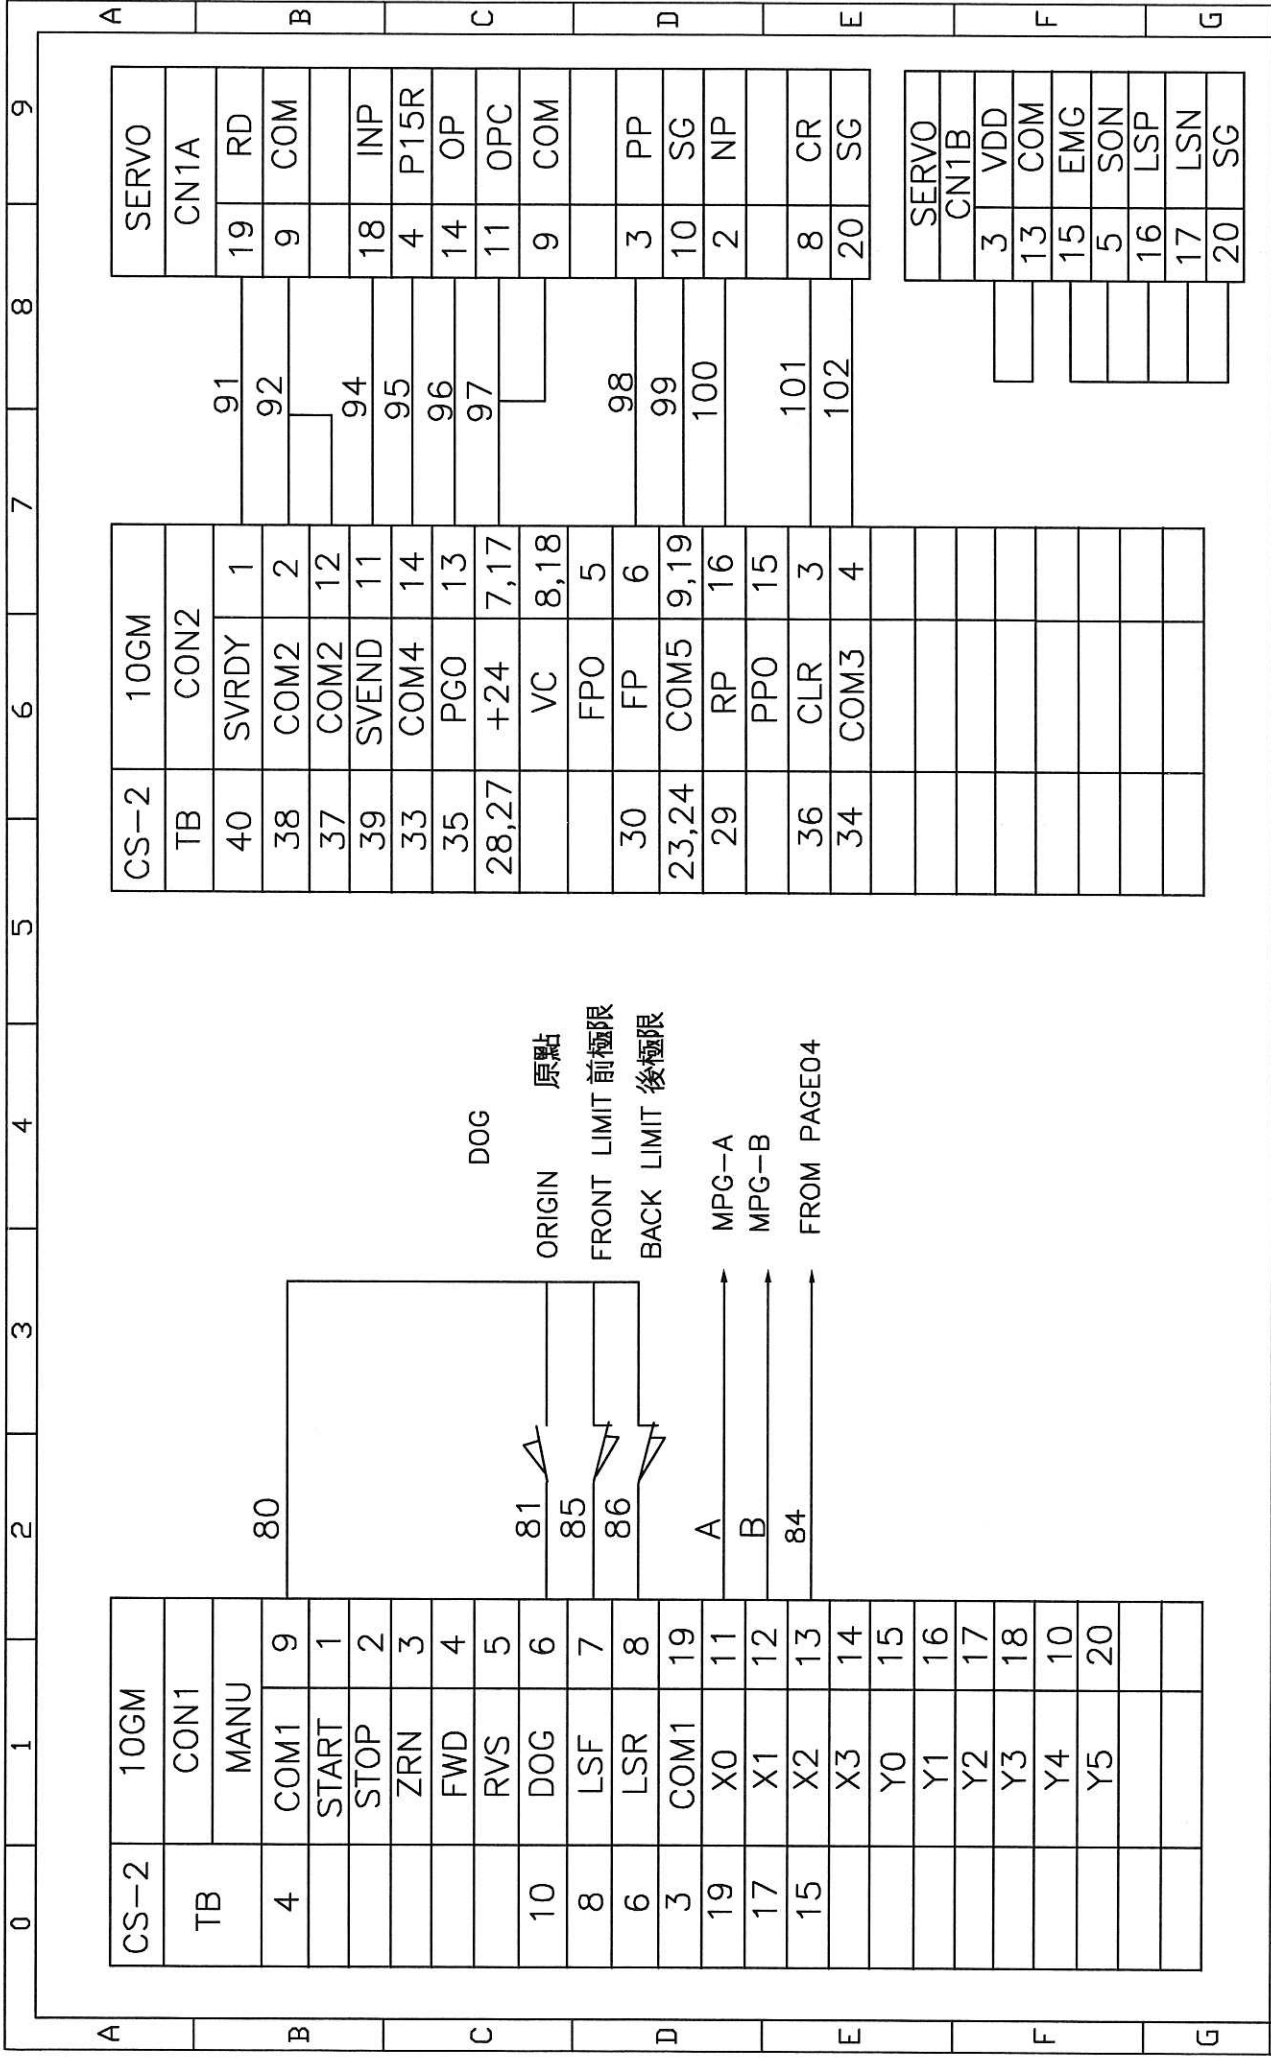 0 1 2 3 4 5 6 7 8 9
A
B
C
D
E
F
G
CS-2 10GM
TB CON1
MANU
4 COM1 9
START 1
STOP 2
ZRN 3
FWD 4
RVS 5
10 DOG 6
8 LSF 7
6 LSR 8
3 COM1 19
19 X0 11
17 X1 12
15 X2 13
X3 14
Y0 15
Y1 16
Y2 17
Y3 18
Y4 10
Y5 20
80
DOG
81 ORIGIN 原點
85 FRONT LIMIT 前極限
86 BACK LIMIT 後極限
A MPG-A
B MPG-B
84 FROM PAGE04
CS-2 10GM
TB CON2
40 SVRDY 1
38 COM2 2
37 COM2 12
39 SVEND 11
33 COM4 14
35 PGO 13
28,27 +24 7,17
VC 8,18
FPO 5
30 FP 6
23,24 COM5 9,19
29 RP 16
PPO 15
36 CLR 3
34 COM3 4
91
92
94
95
96
97
98
99
100
101
102
SERVO
CN1A
19 RD
9 COM
18 INP
4 P15R
14 OP
11 OPC
9 COM
3 PP
10 SG
2 NP
8 CR
20 SG
SERVO
CN1B
3 VDD
13 COM
15 EMG
5 SON
16 LSP
17 LSN
20 SG
A
B
C
D
E
F
G